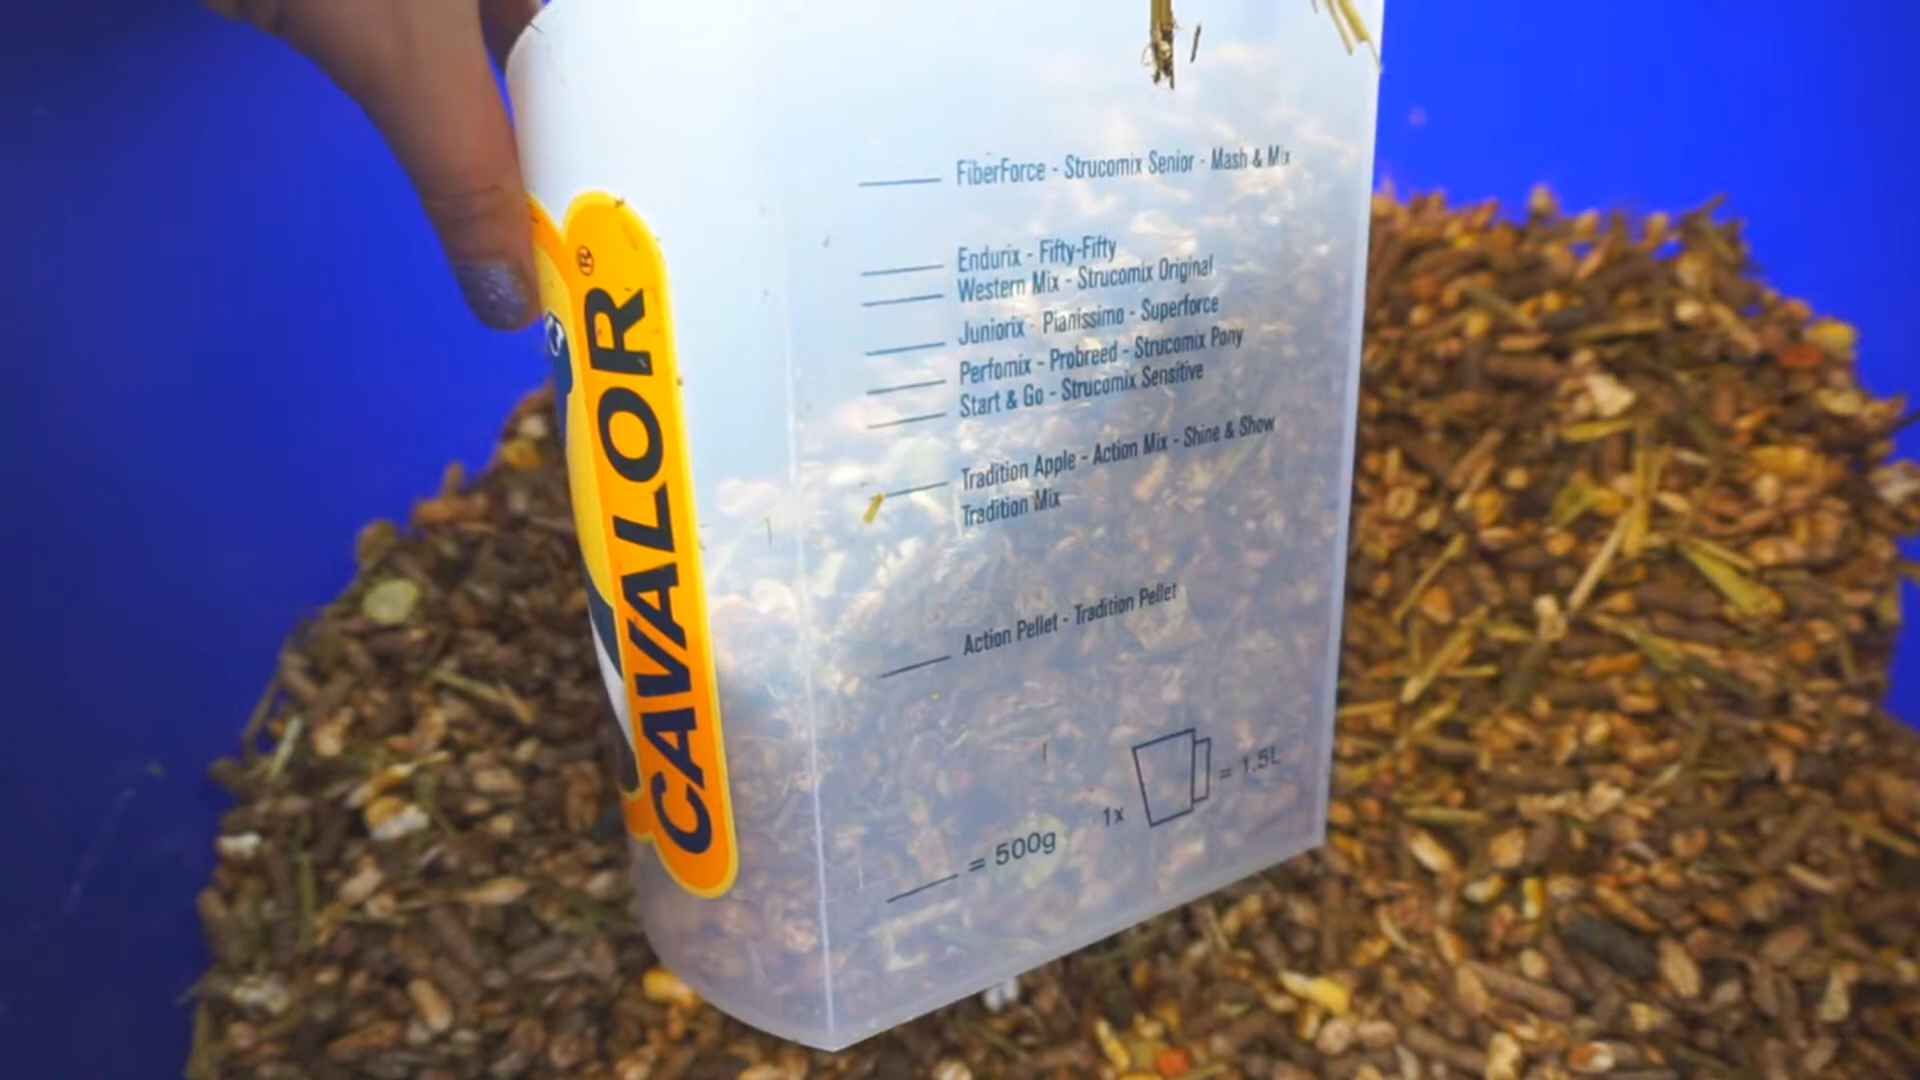 FiberForce - Strucomix Senior - Mash & Mix
Endurix - Fifty-Fifty
Western Mix - Strucomix Original
Juniorix - Pianissimo - Superforce
Perfomix - Probreed - Strucomix Pony
Start & Go - Strucomix Sensitive
Tradition Apple - Action Mix - Shine & Show
Tradition Mix
Action Pellet - Tradition Pellet
1x = 1.5L
= 500g
CAVALOR®